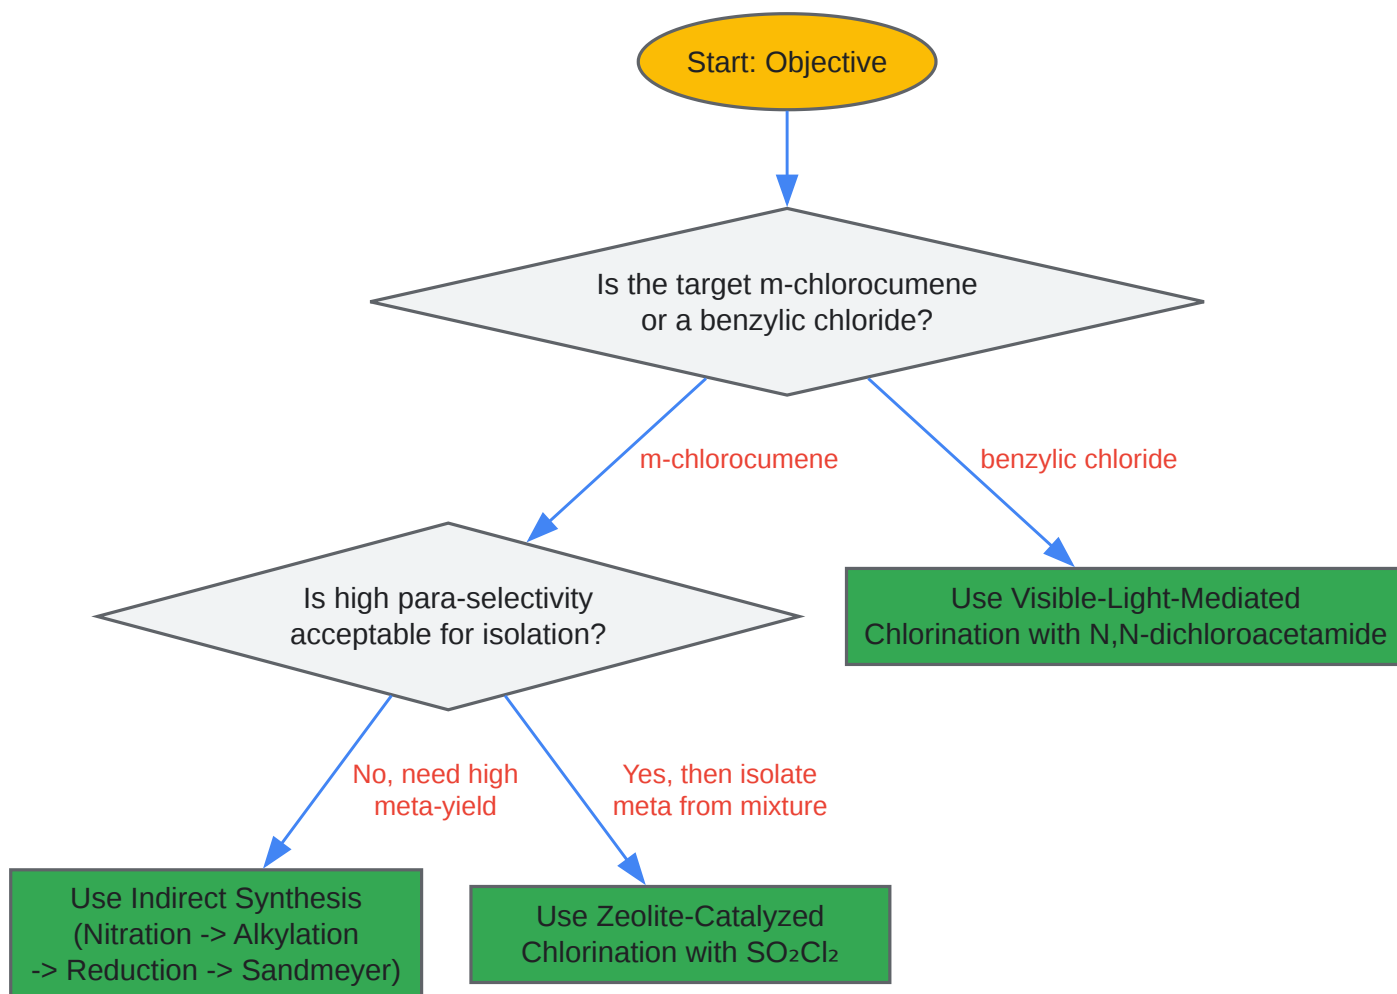 Start: Objective
Is the target m-chlorocumene
or a benzylic chloride?
m-chlorocumene
benzylic chloride
Is high para-selectivity
acceptable for isolation?
Use Visible-Light-Mediated
Chlorination with N,N-dichloroacetamide
No, need high
meta-yield
Yes, then isolate
meta from mixture
Use Indirect Synthesis
(Nitration -> Alkylation
-> Reduction -> Sandmeyer)
Use Zeolite-Catalyzed
Chlorination with SO₂Cl₂